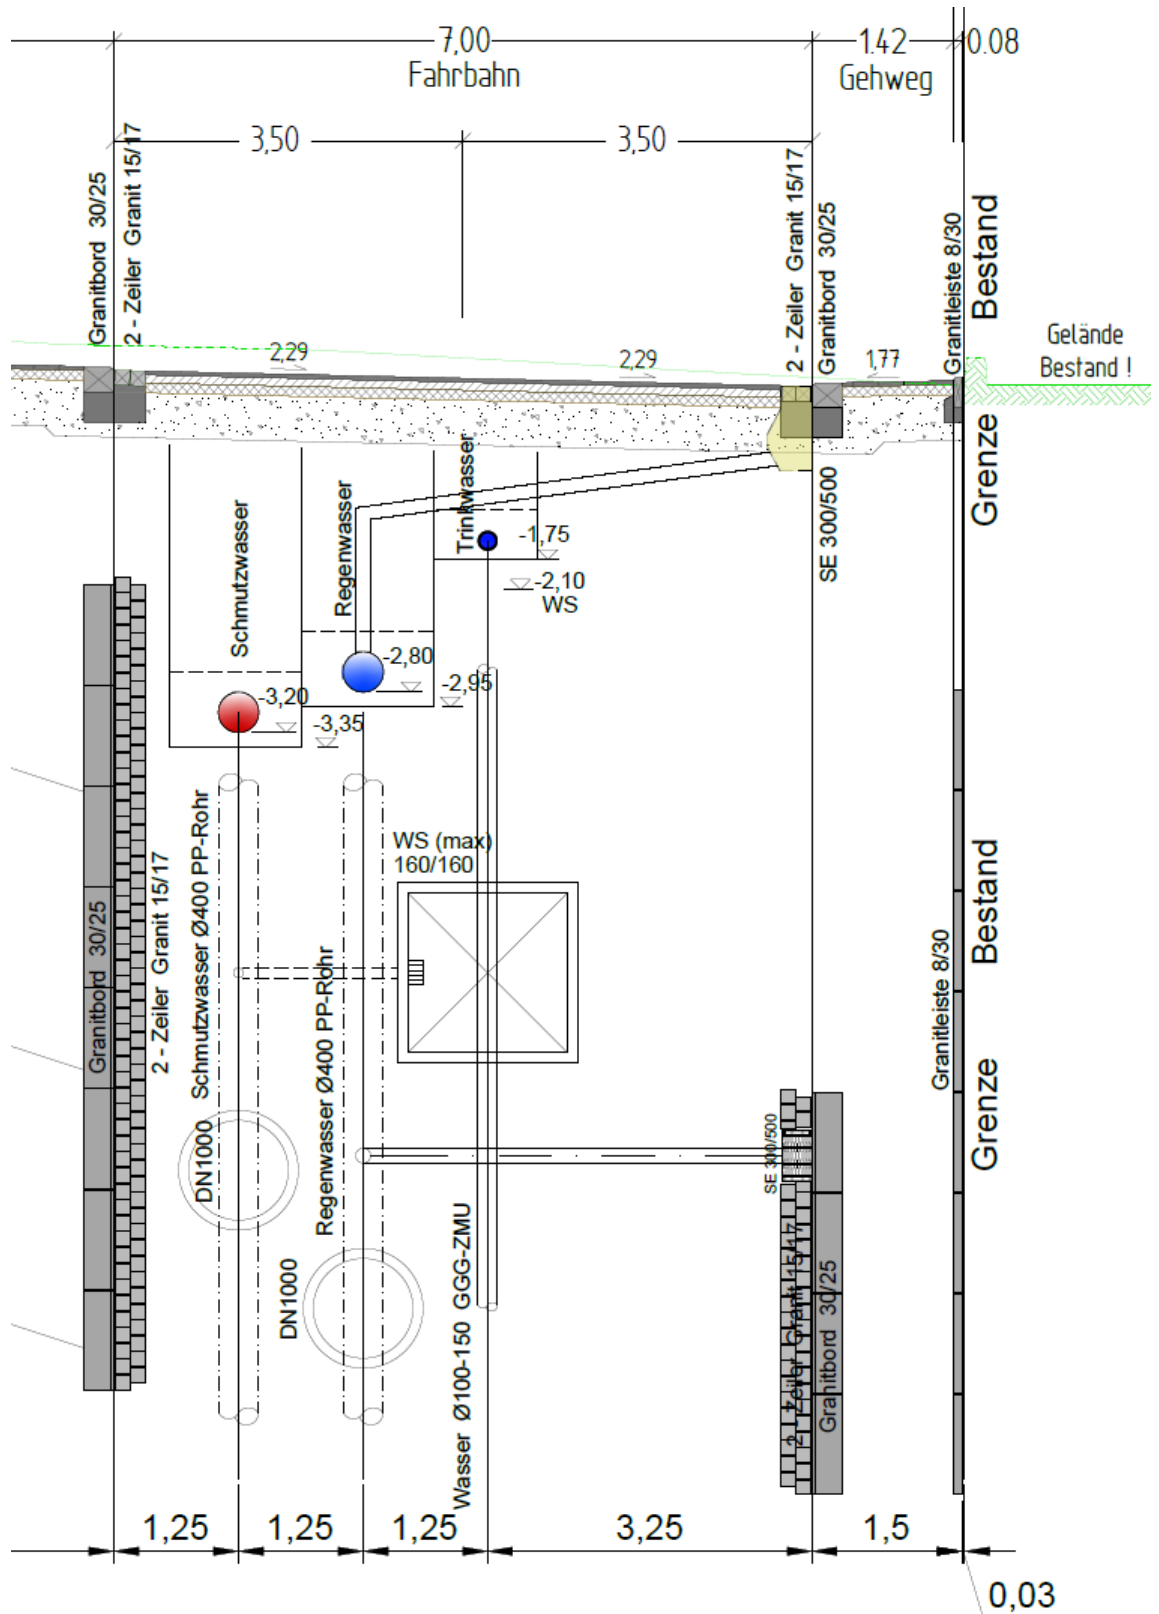 7,00
Fahrbahn
1.42
Gehweg
0.08
3,50
3,50
Granitbord 30/25
2 - Zeiler Granit 15/17
2 - Zeiler Granit 15/17
Granitbord 30/25
Granitleiste 8/30
Bestand
Gelände
Bestand !
2,29
2,29
1,77
Grenze
Schmutzwasser
Regenwasser
Trinkwasser
SE 300/500
-1,75
-2,10
WS
-2,80
-2,95
-3,20
-3,35
WS (max)
160/160
Granitbord 30/25
2 - Zeiler Granit 15/17
Schmutzwasser Ø400 PP-Rohr
Regenwasser Ø400 PP-Rohr
Bestand
Granitleiste 8/30
Grenze
DN1000
DN1000
Wasser Ø100-150 GGG-ZMU
SE 300/500
2 - Zeiler Granit 15/17
Granitbord 30/25
1,25
1,25
1,25
3,25
1,5
0,03